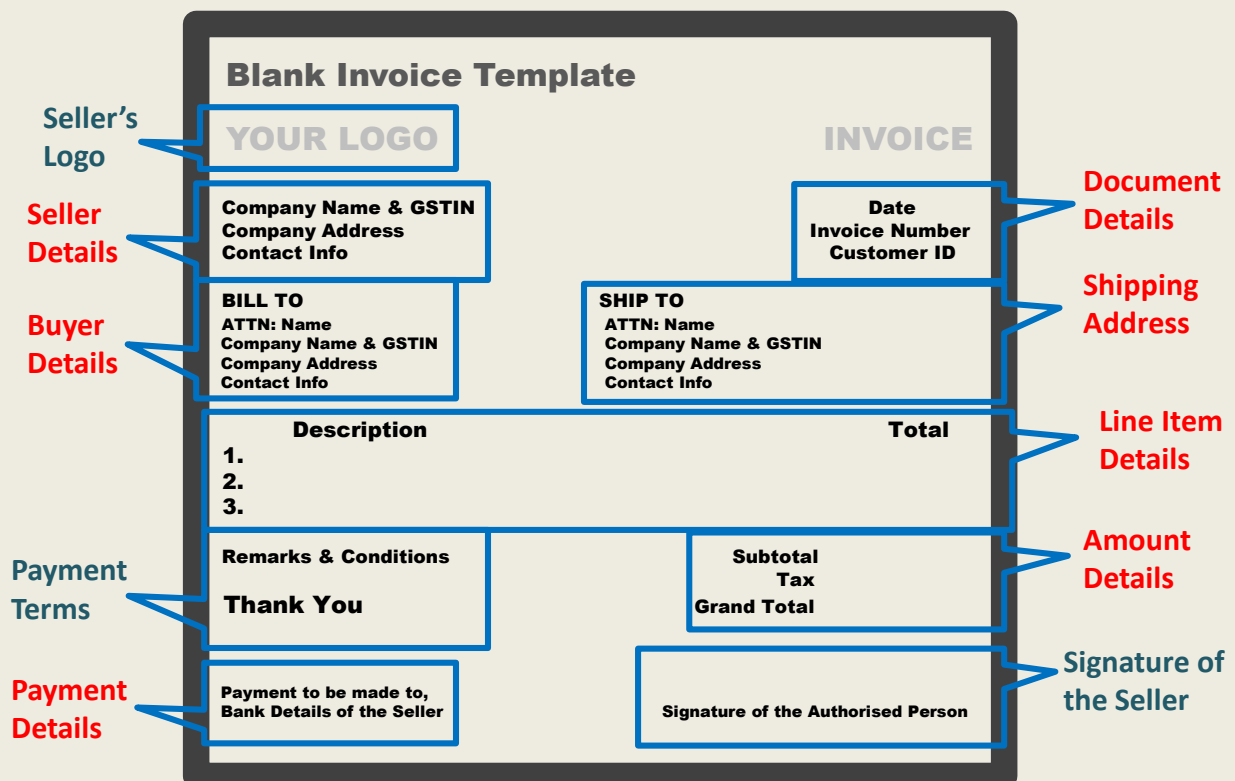 Blank Invoice Template
Seller’s
Logo
YOUR LOGO
INVOICE
Seller
Details
Company Name & GSTIN
Company Address
Contact Info
Date
Invoice Number
Customer ID
Document
Details
Buyer
Details
BILL TO
ATTN: Name
Company Name & GSTIN
Company Address
Contact Info
SHIP TO
ATTN: Name
Company Name & GSTIN
Company Address
Contact Info
Shipping
Address
Description
Total
1.
2.
3.
Line Item
Details
Payment
Terms
Remarks & Conditions
Thank You
Subtotal
Tax
Grand Total
Amount
Details
Payment
Details
Payment to be made to,
Bank Details of the Seller
Signature of the Authorised Person
Signature of
the Seller